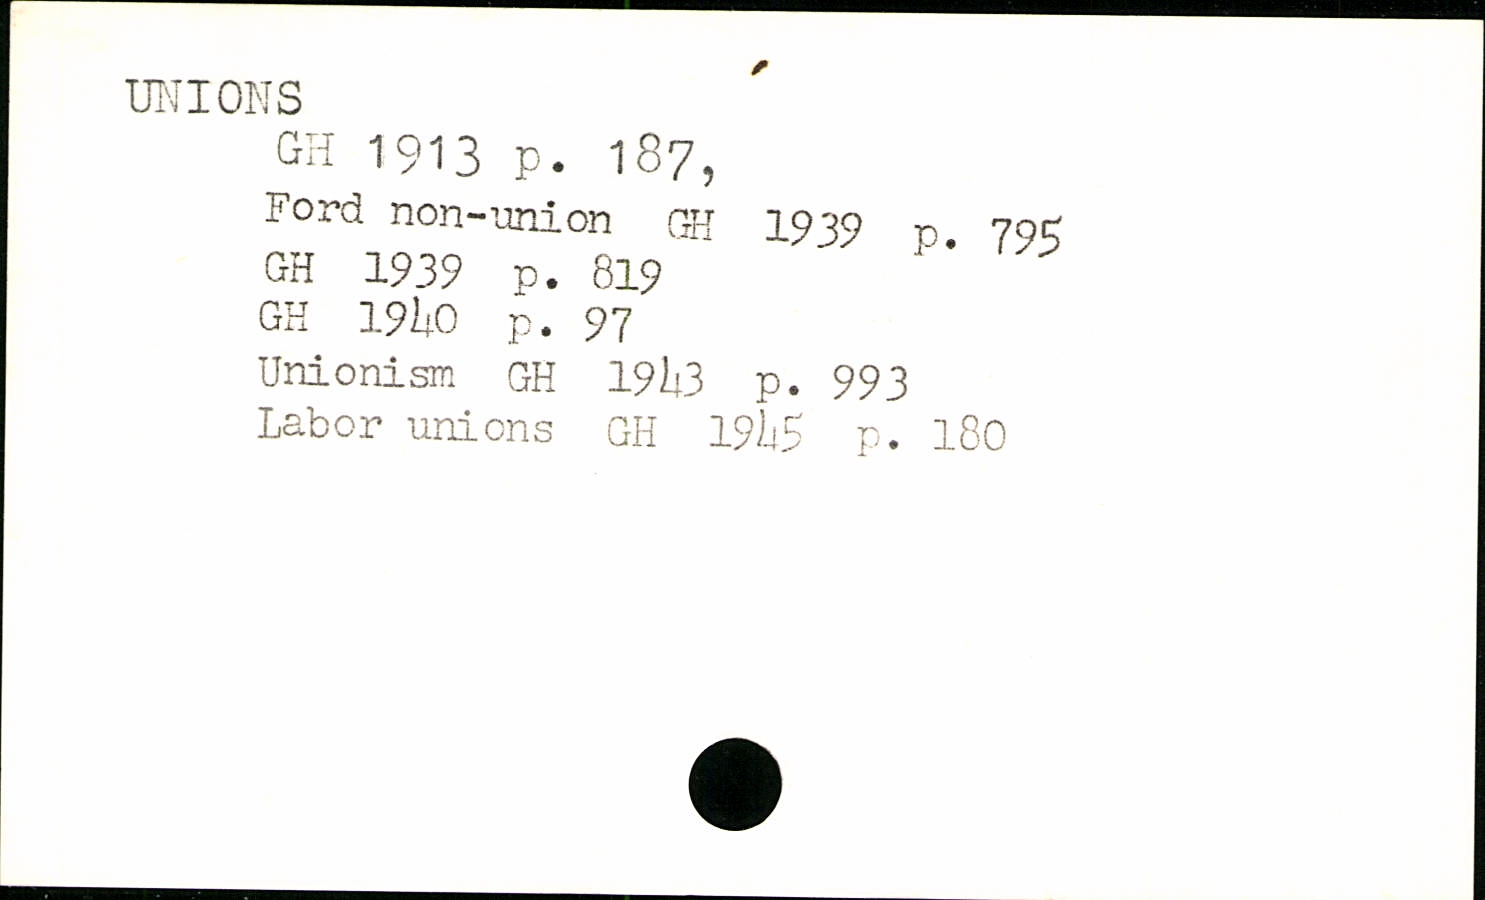 UNIONS
GH 1913 p. 187,
Ford non-union GH 1939 p. 795
GH 1939 p. 819
GH 1940 p. 97
Unionism GH 1943 p. 993
Labor unions GH 1945 p. 180